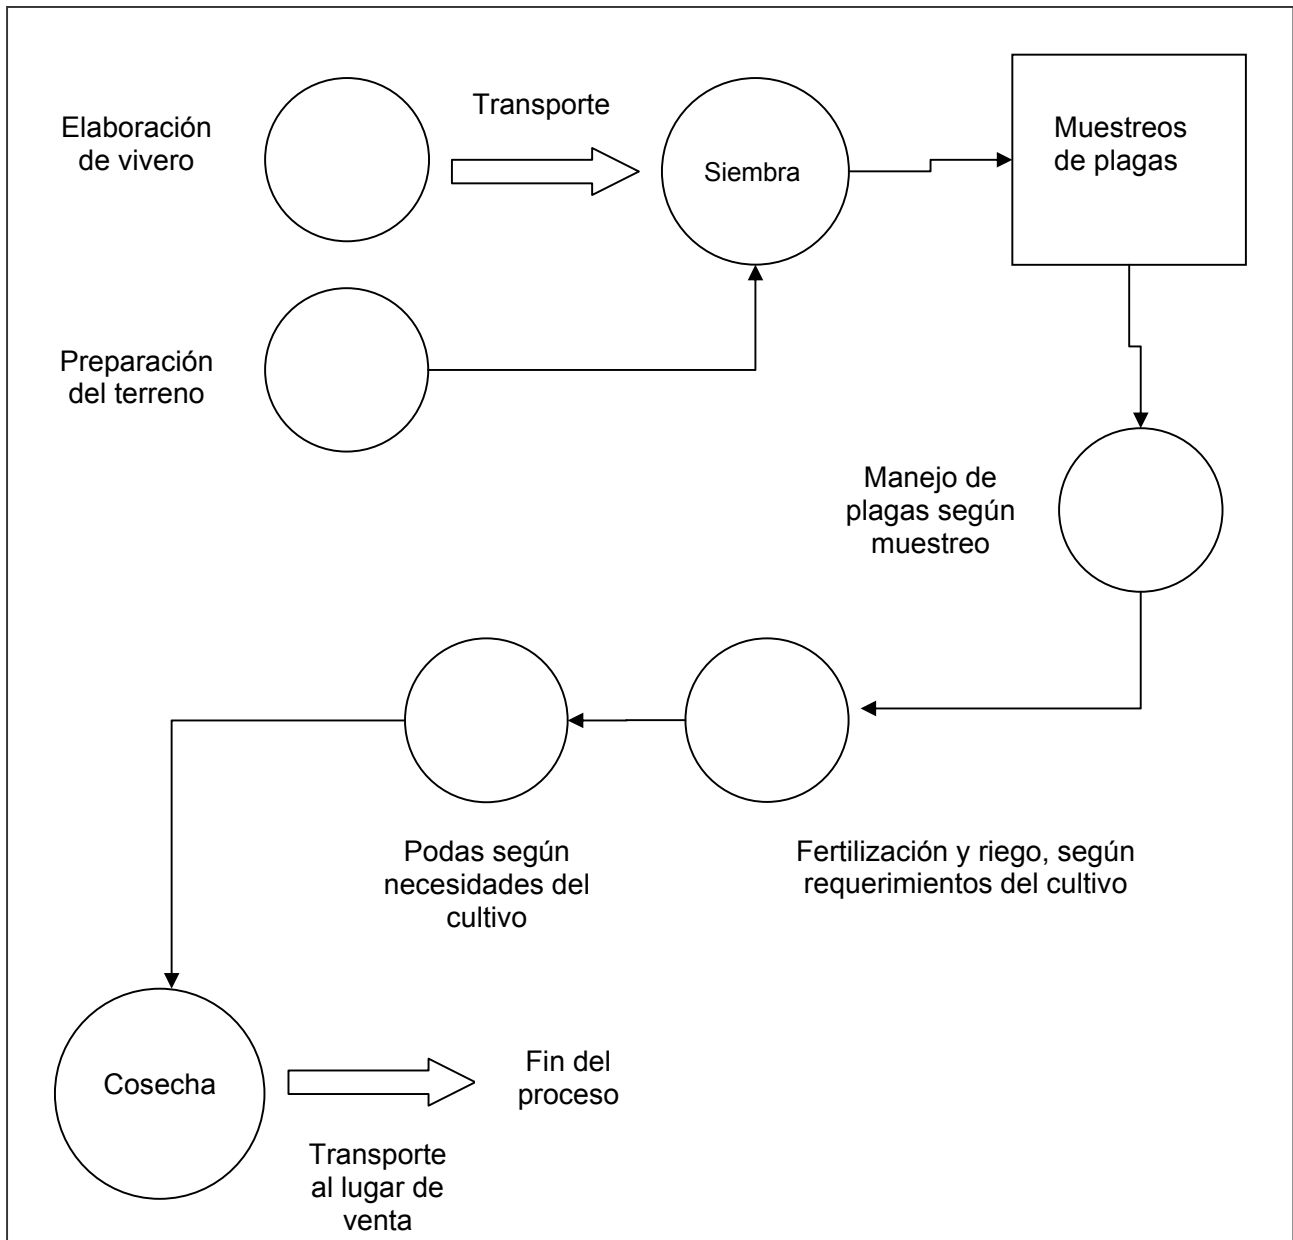 Elaboración
de vivero
Transporte
Siembra
Muestreos
de plagas
Preparación
del terreno
Manejo de
plagas según
muestreo
Podas según
necesidades del
cultivo
Fertilización y riego, según
requerimientos del cultivo
Cosecha
Fin del
proceso
Transporte
al lugar de
venta